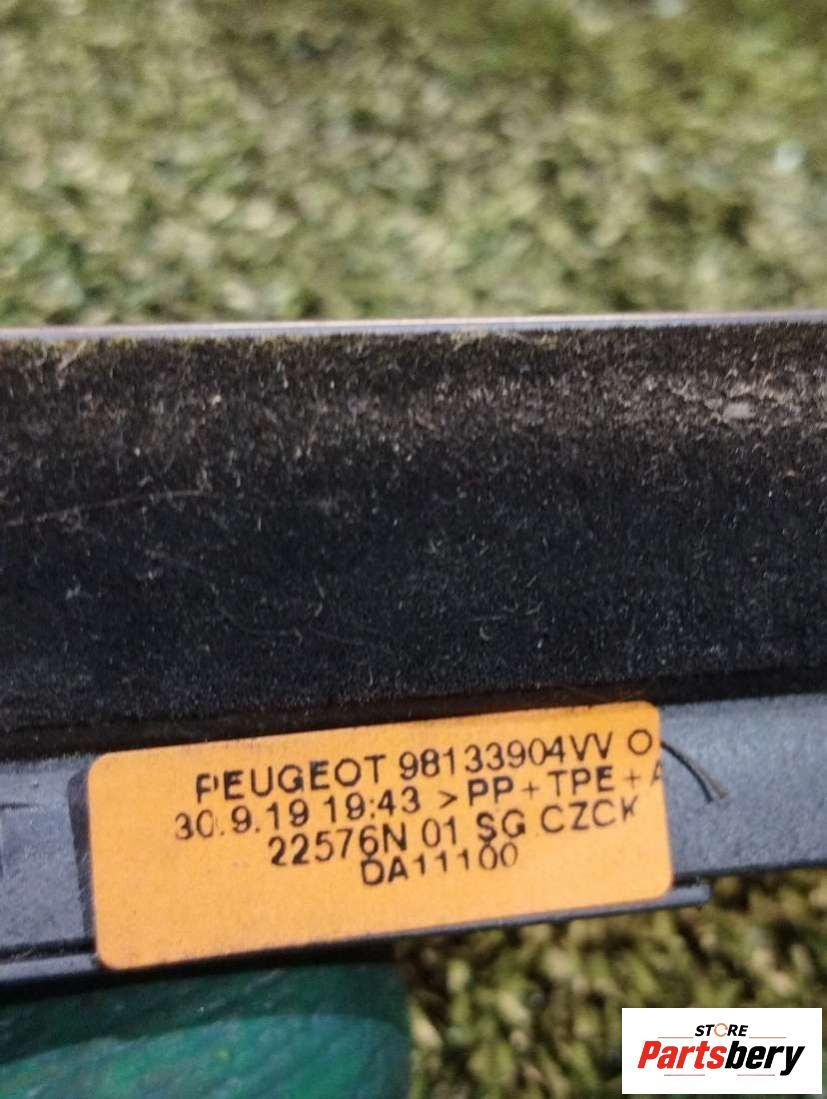 PEUGEOT 98133904VV O
30.9.19 19:43 >PP+TPE+A
22576N 01 SG CZCK
DA11100
STORE
Partsbery